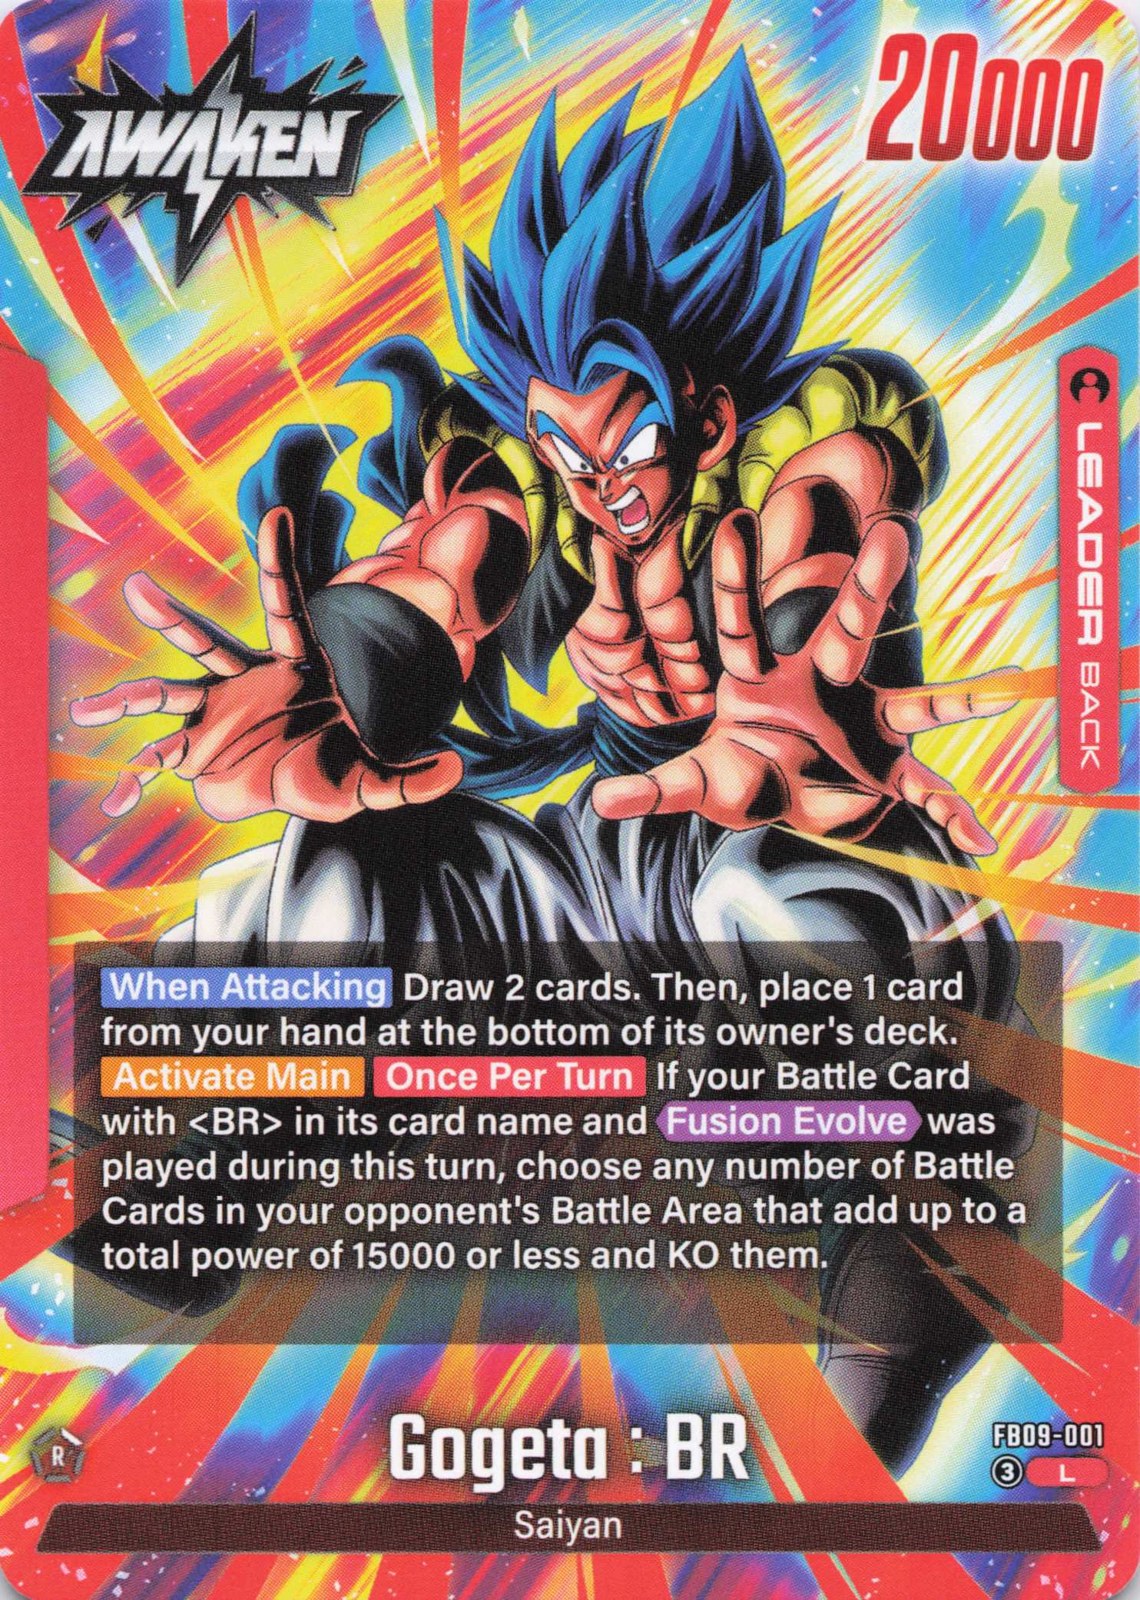 AWAKEN
20000
LEADER BACK
When Attacking Draw 2 cards. Then, place 1 card
from your hand at the bottom of its owner's deck.
Activate Main Once Per Turn If your Battle Card
with <BR> in its card name and Fusion Evolve was
played during this turn, choose any number of Battle
Cards in your opponent's Battle Area that add up to a
total power of 15000 or less and KO them.
R
Gogeta : BR
FB09-001
3 L
Saiyan